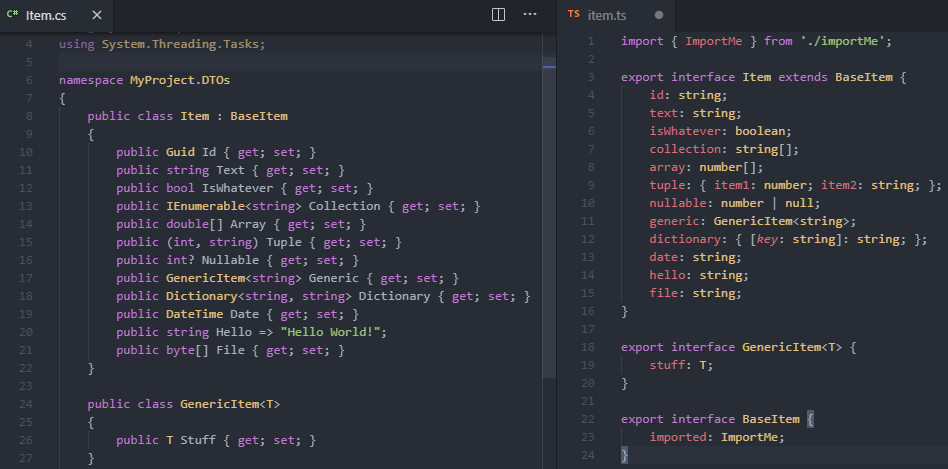 C# Item.cs ×
4 using System.Threading.Tasks;
5
6 namespace MyProject.DTOs
7 {
8     public class Item : BaseItem
9     {
10         public Guid Id { get; set; }
11         public string Text { get; set; }
12         public bool IsWhatever { get; set; }
13         public IEnumerable<string> Collection { get; set; }
14         public double[] Array { get; set; }
15         public (int, string) Tuple { get; set; }
16         public int? Nullable { get; set; }
17         public GenericItem<string> Generic { get; set; }
18         public Dictionary<string, string> Dictionary { get; set; }
19         public DateTime Date { get; set; }
20         public string Hello => "Hello World!";
21         public byte[] File { get; set; }
22     }
23
24     public class GenericItem<T>
25     {
26         public T Stuff { get; set; }
27     }
TS item.ts ●
1 import { ImportMe } from './importMe';
2
3 export interface Item extends BaseItem {
4     id: string;
5     text: string;
6     isWhatever: boolean;
7     collection: string[];
8     array: number[];
9     tuple: { item1: number; item2: string; };
10     nullable: number | null;
11     generic: GenericItem<string>;
12     dictionary: { [key: string]: string; };
13     date: string;
14     hello: string;
15     file: string;
16 }
17
18 export interface GenericItem<T> {
19     stuff: T;
20 }
21
22 export interface BaseItem {
23     imported: ImportMe;
24 }